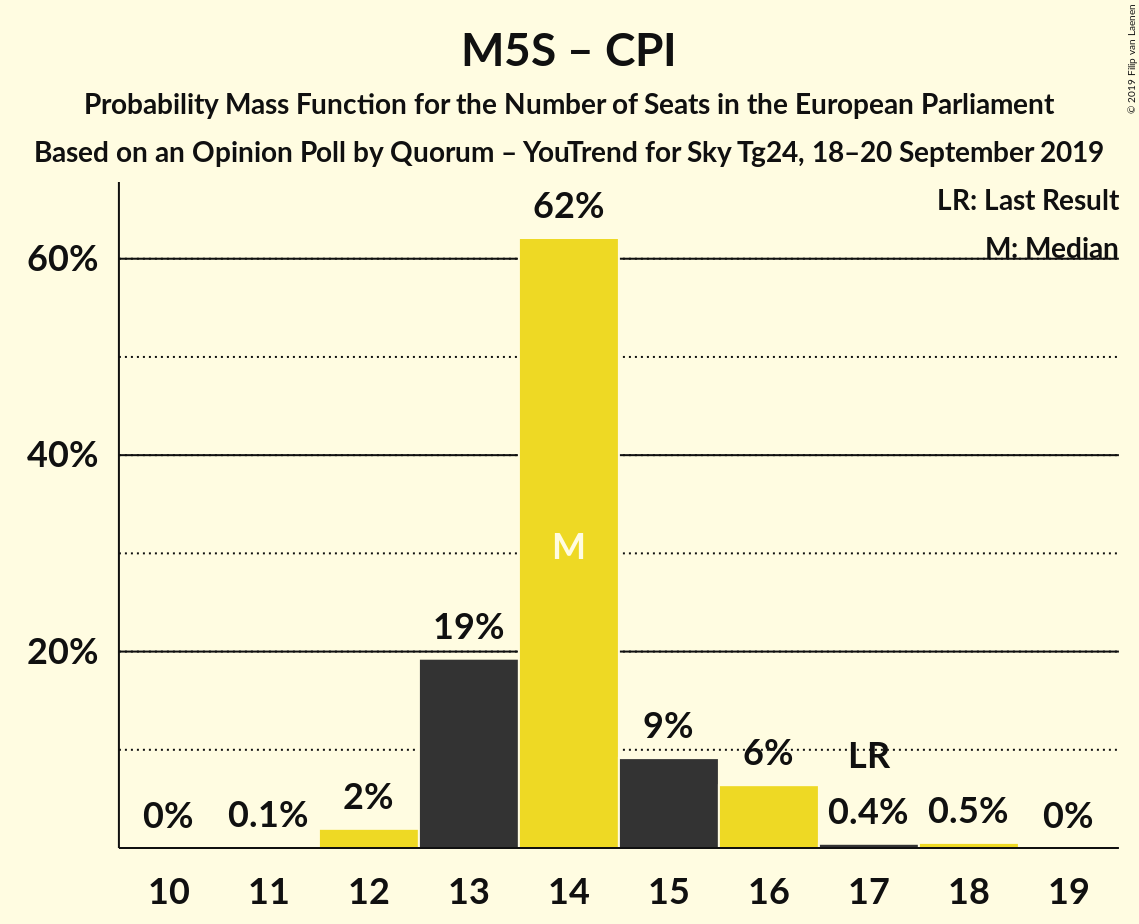 M5S – CPI
Probability Mass Function for the Number of Seats in the European Parliament
Based on an Opinion Poll by Quorum – YouTrend for Sky Tg24, 18–20 September 2019
© 2019 Filip van Laenen
LR: Last Result
M: Median
62%
60%
40%
M
19%
20%
9%
6%
LR
0%
0.1%
2%
0.4%
0.5%
0%
10 11 12 13 14 15 16 17 18 19